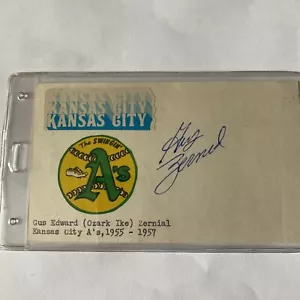 KANSAS CITY
KANSAS CITY
The SWINGIN'
A's
Gus Zernial
Gus Edward (Ozark Ike) Zernial
Kansas City A's, 1955 - 1957